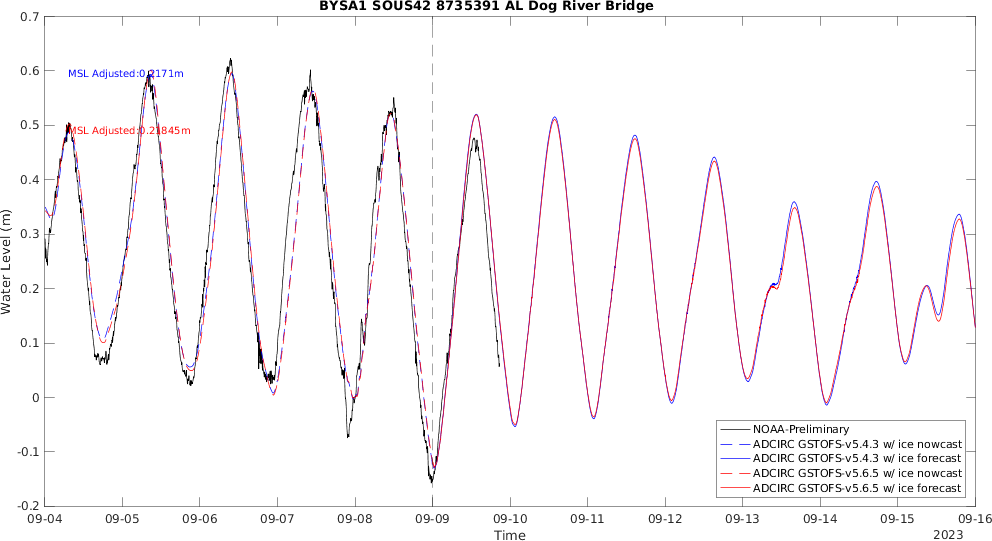 BYSA1 SOUS42 8735391 AL Dog River Bridge
0.7
0.6
0.5
0.4
0.3
0.2
0.1
0
-0.1
-0.2
Water Level (m)
MSL Adjusted:0.2171m
MSL Adjusted:0.21845m
NOAA-Preliminary
ADCIRC GSTOFS-v5.4.3 w/ ice nowcast
ADCIRC GSTOFS-v5.4.3 w/ ice forecast
ADCIRC GSTOFS-v5.6.5 w/ ice nowcast
ADCIRC GSTOFS-v5.6.5 w/ ice forecast
09-04 09-05 09-06 09-07 09-08 09-09 09-10 09-11 09-12 09-13 09-14 09-15 09-16
Time
2023